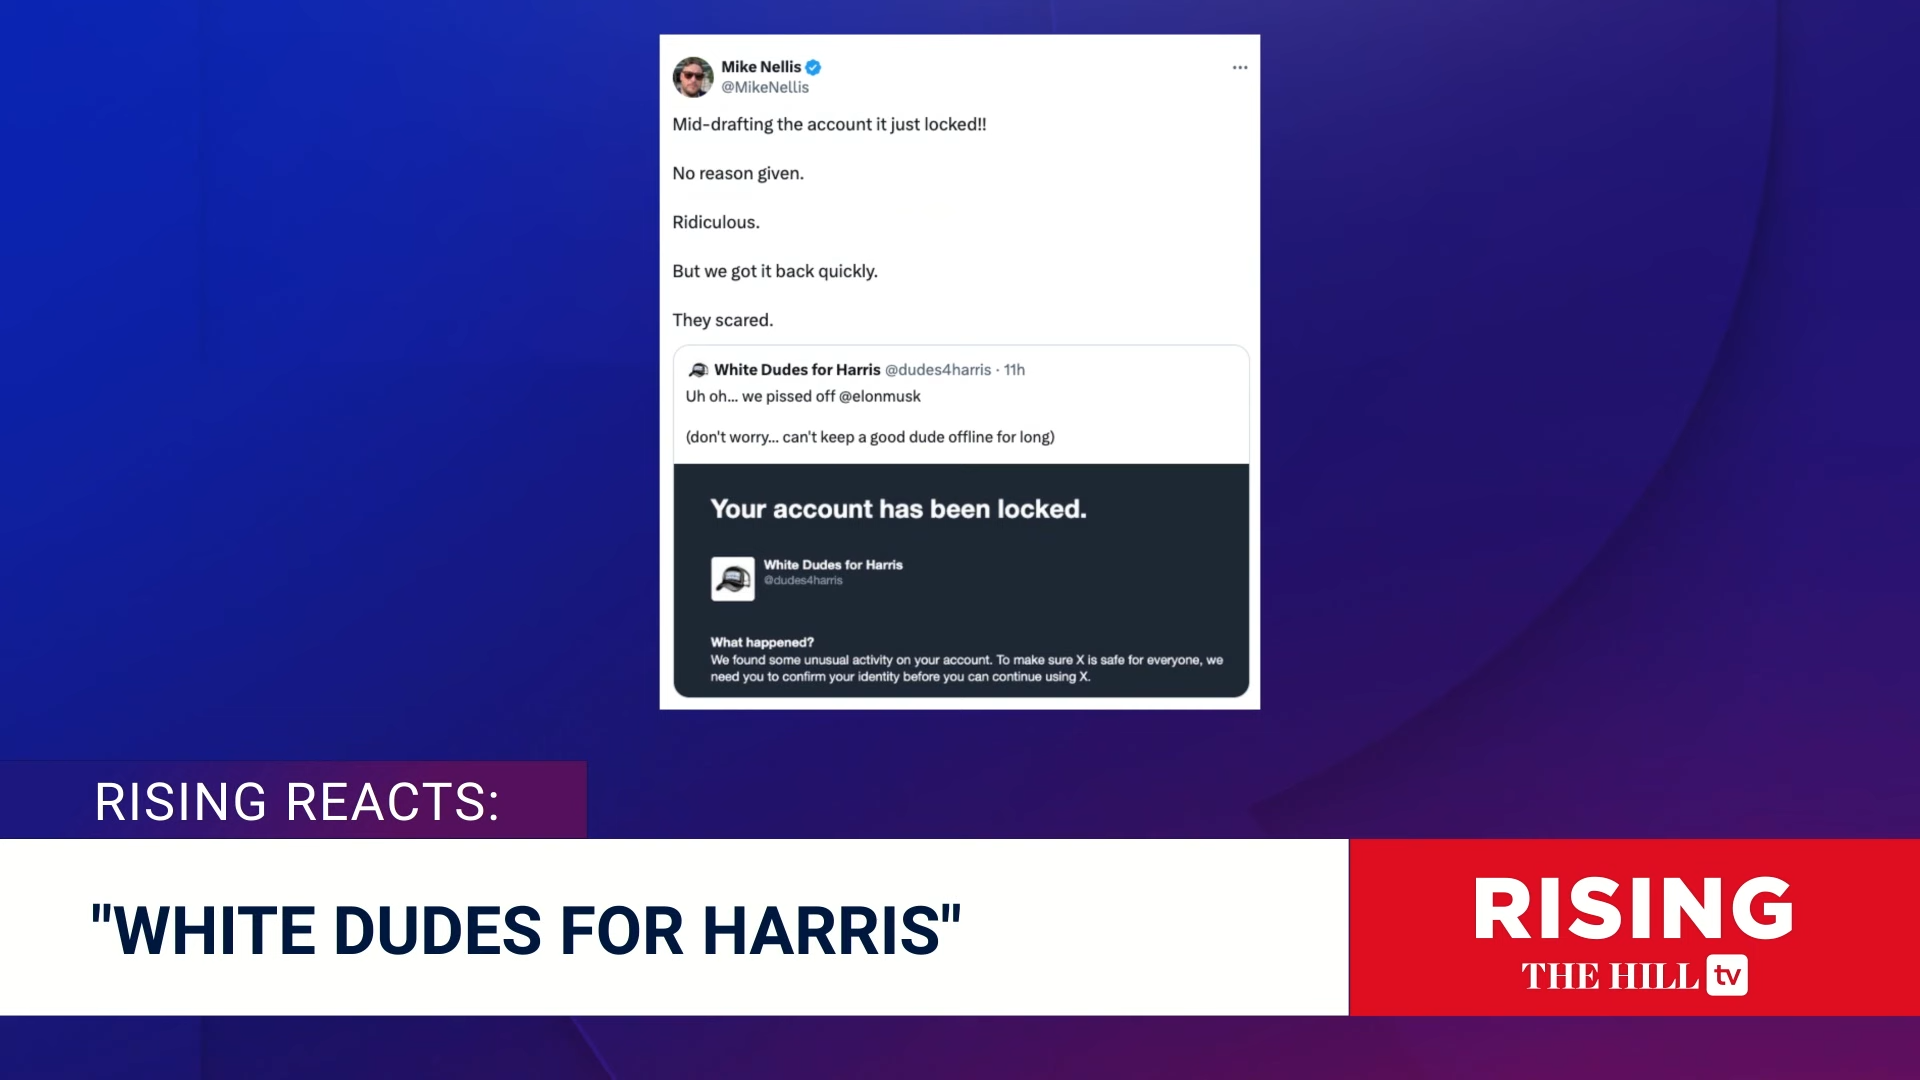 Mike Nellis
@MikeNellis
Mid-drafting the account it just locked!!
No reason given.
Ridiculous.
But we got it back quickly.
They scared.
White Dudes for Harris @dudes4harris · 11h
Uh oh... we pissed off @elonmusk
(don't worry... can't keep a good dude offline for long)
Your account has been locked.
White Dudes for Harris
@dudes4harris
What happened?
We found some unusual activity on your account. To make sure X is safe for everyone, we
need you to confirm your identity before you can continue using X.
RISING REACTS:
"WHITE DUDES FOR HARRIS"
RISING
THE HILL tv